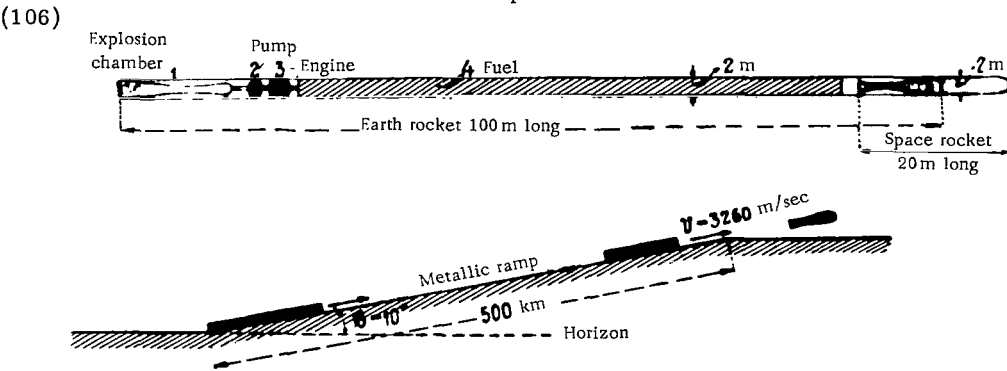 (106)
Explosion
chamber
Pump
1
2 3 - Engine
4 Fuel
2 m
2 m
Earth rocket 100 m long
Space rocket
20 m long
v=3260 m/sec
Metallic ramp
500 km
Horizon